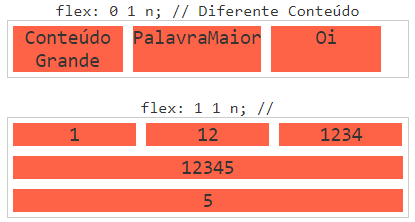 flex: 0 1 n; // Diferente Conteúdo
Conteúdo PalavraMaior Oi
Grande
flex: 1 1 n; //
1 12 1234
12345
5